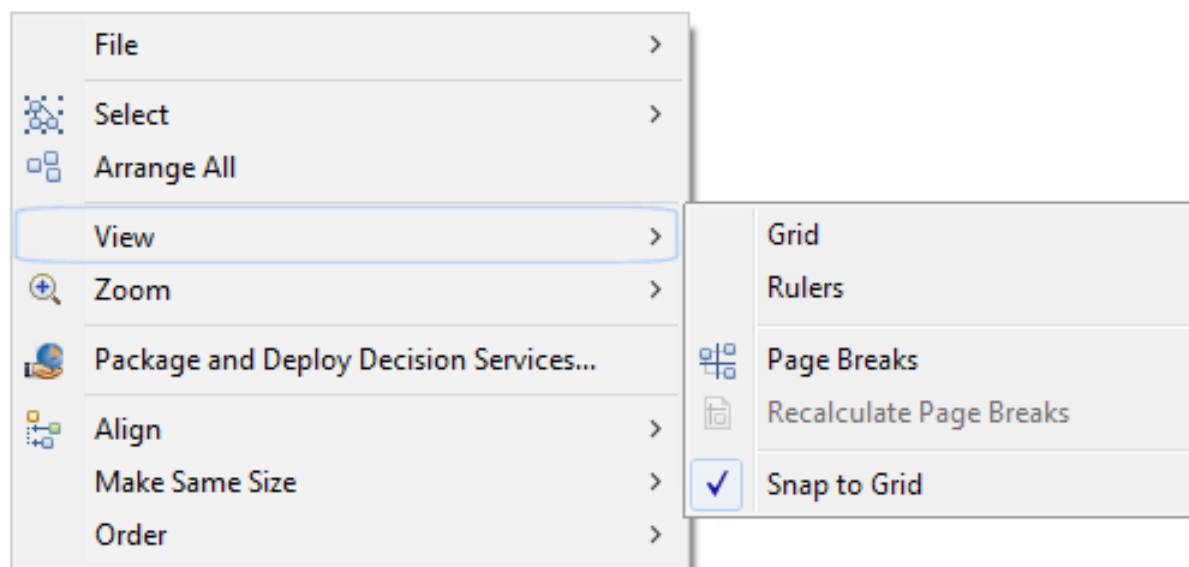 File
Select
Arrange All
View
Zoom
Package and Deploy Decision Services...
Align
Make Same Size
Order
Grid
Rulers
Page Breaks
Recalculate Page Breaks
Snap to Grid